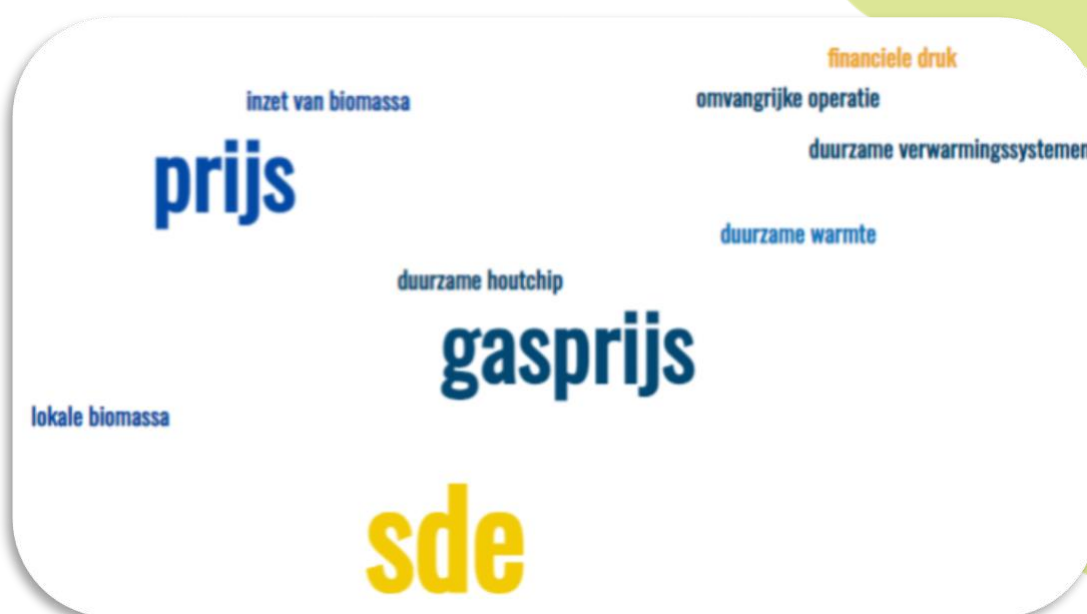 financiele druk
inzet van biomassa
omvangrijke operatie
duurzame verwarmingssystemen
prijs
duurzame warmte
duurzame houtchip
gasprijs
lokale biomassa
sde